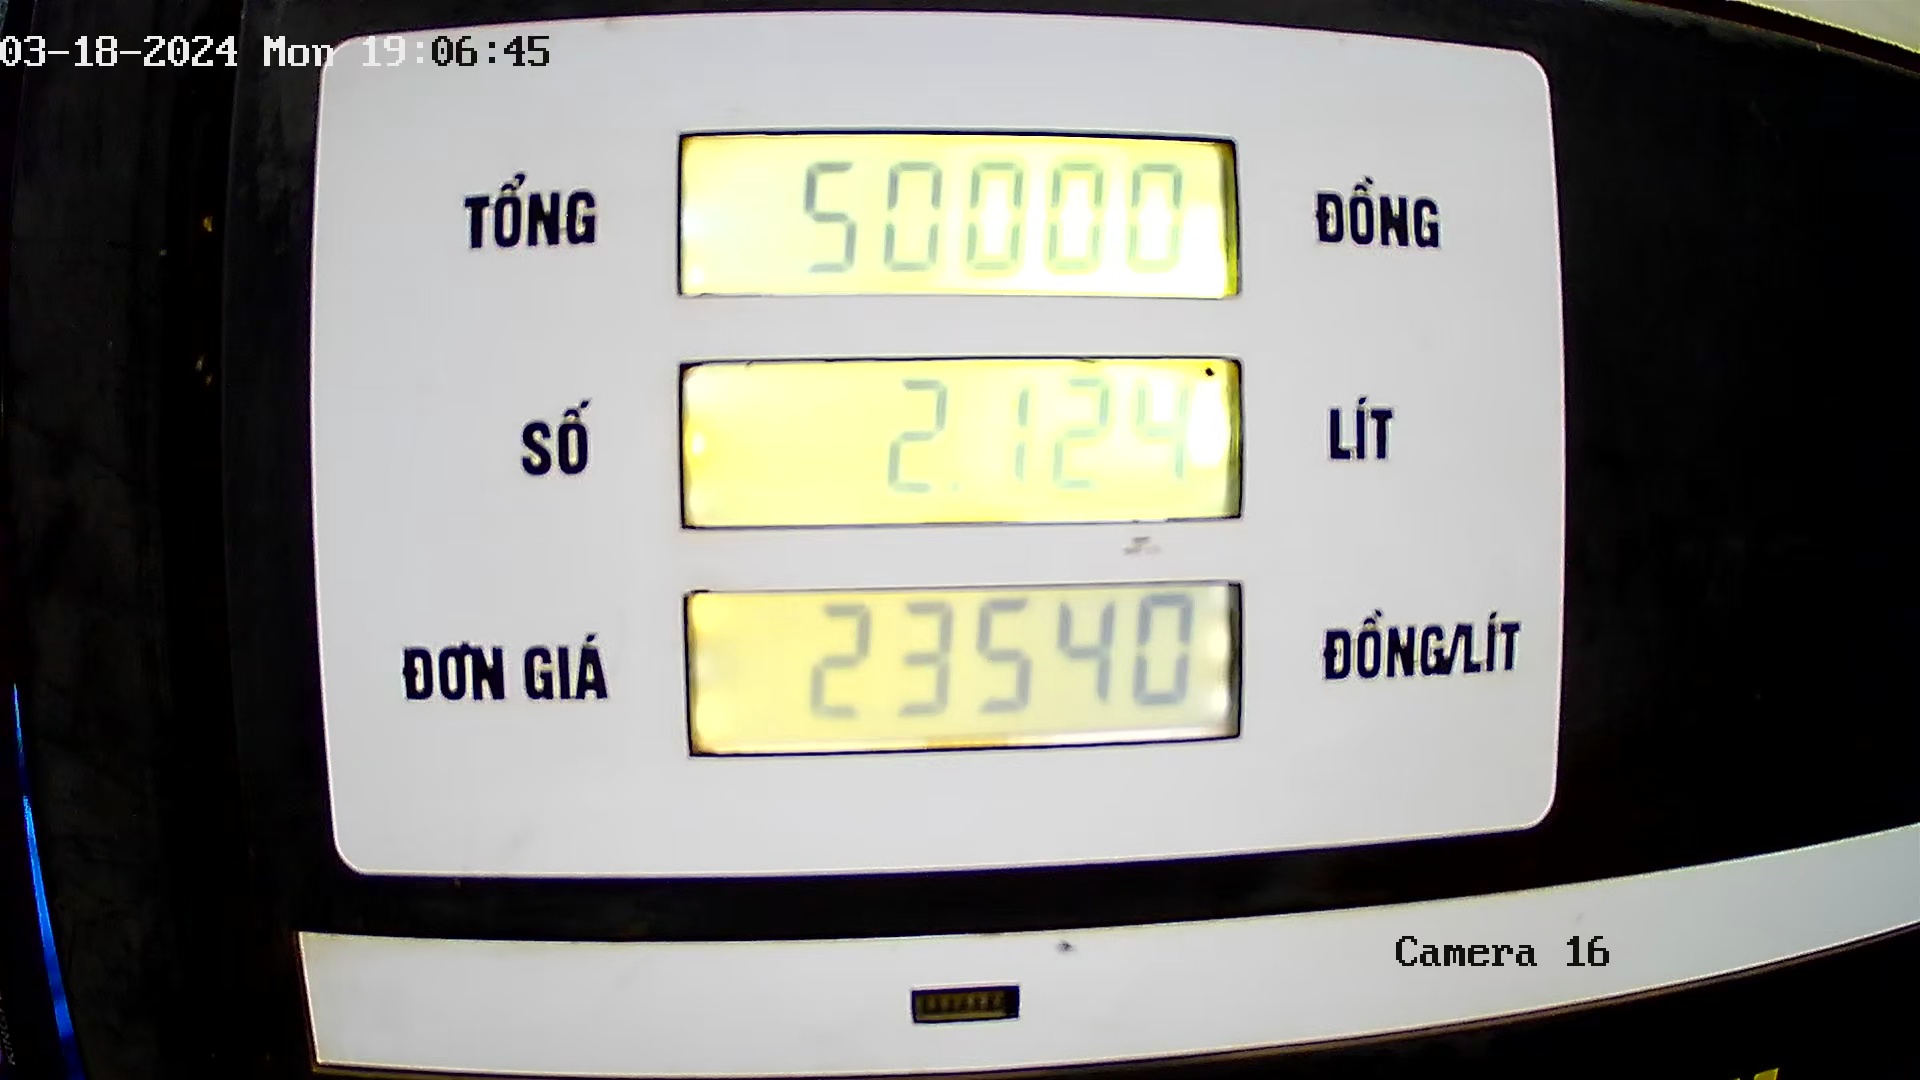 03-18-2024 Mon 19:06:45
TỔNG 50000 ĐỒNG
SỐ 2.124 LÍT
ĐƠN GIÁ 23540 ĐỒNG/LÍT
Camera 16